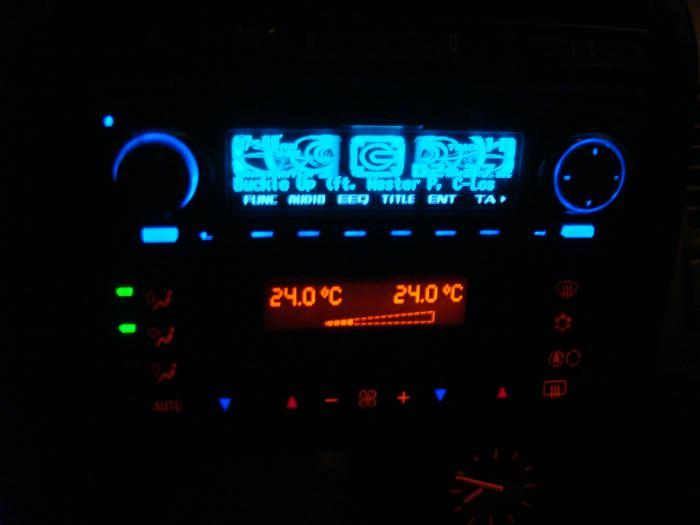 Buckle Up (ft. Master P, C-Los
FUNC AUDIO EEQ TITLE ENT TA
24.0 °C 24.0 °C
AUTO